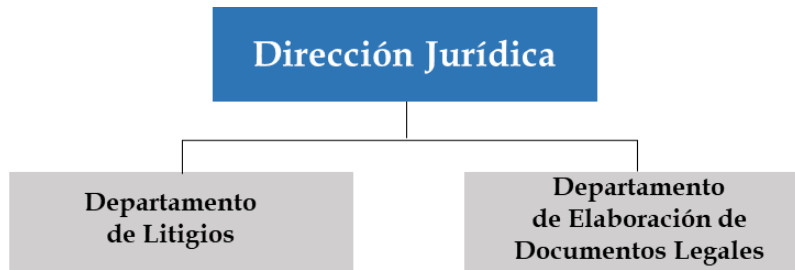 Dirección Jurídica
Departamento
de Litigios
Departamento
de Elaboración de
Documentos Legales